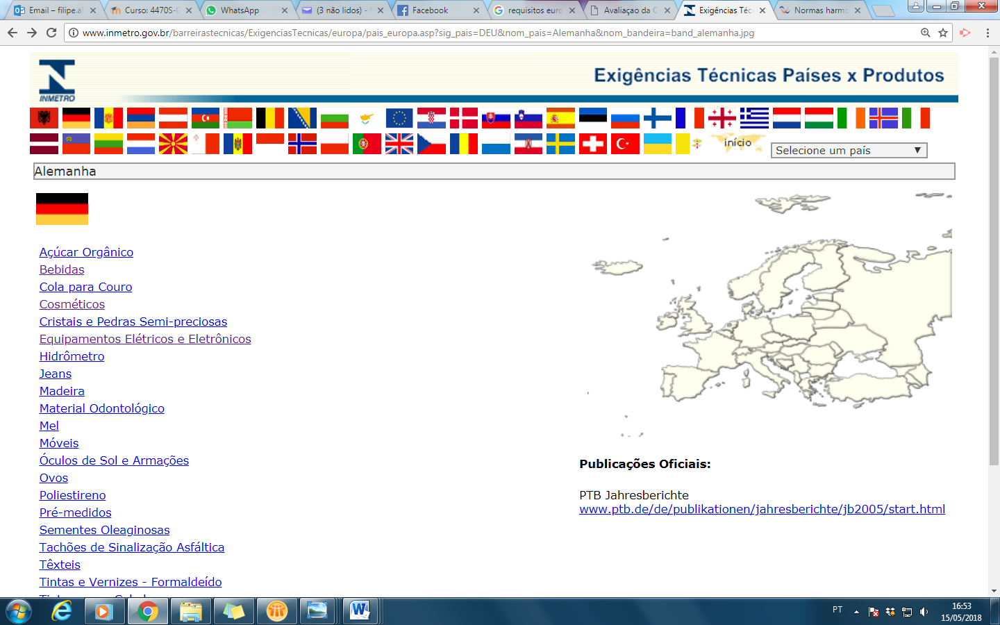 Email – filipe.al
Curso: 4470S-0
WhatsApp
(3 não lidos) -
Facebook
requisitos euro
Avaliaçao da C
Exigências Téc
Normas harmo
www.inmetro.gov.br/barreirastecnicas/ExigenciasTecnicas/europa/pais_europa.asp?sig_pais=DEU&nom_pais=Alemanha&nom_bandeira=band_alemanha.jpg
INMETRO
Exigências Técnicas Países x Produtos
início
Selecione um país
Alemanha
Açúcar Orgânico
Bebidas
Cola para Couro
Cosméticos
Cristais e Pedras Semi-preciosas
Equipamentos Elétricos e Eletrônicos
Hidrômetro
Jeans
Madeira
Material Odontológico
Mel
Móveis
Óculos de Sol e Armações
Ovos
Poliestireno
Pré-medidos
Sementes Oleaginosas
Tachões de Sinalização Asfáltica
Têxteis
Tintas e Vernizes - Formaldeído
Publicações Oficiais:
PTB Jahresberichte
www.ptb.de/de/publikationen/jahresberichte/jb2005/start.html
PT
16:53
15/05/2018